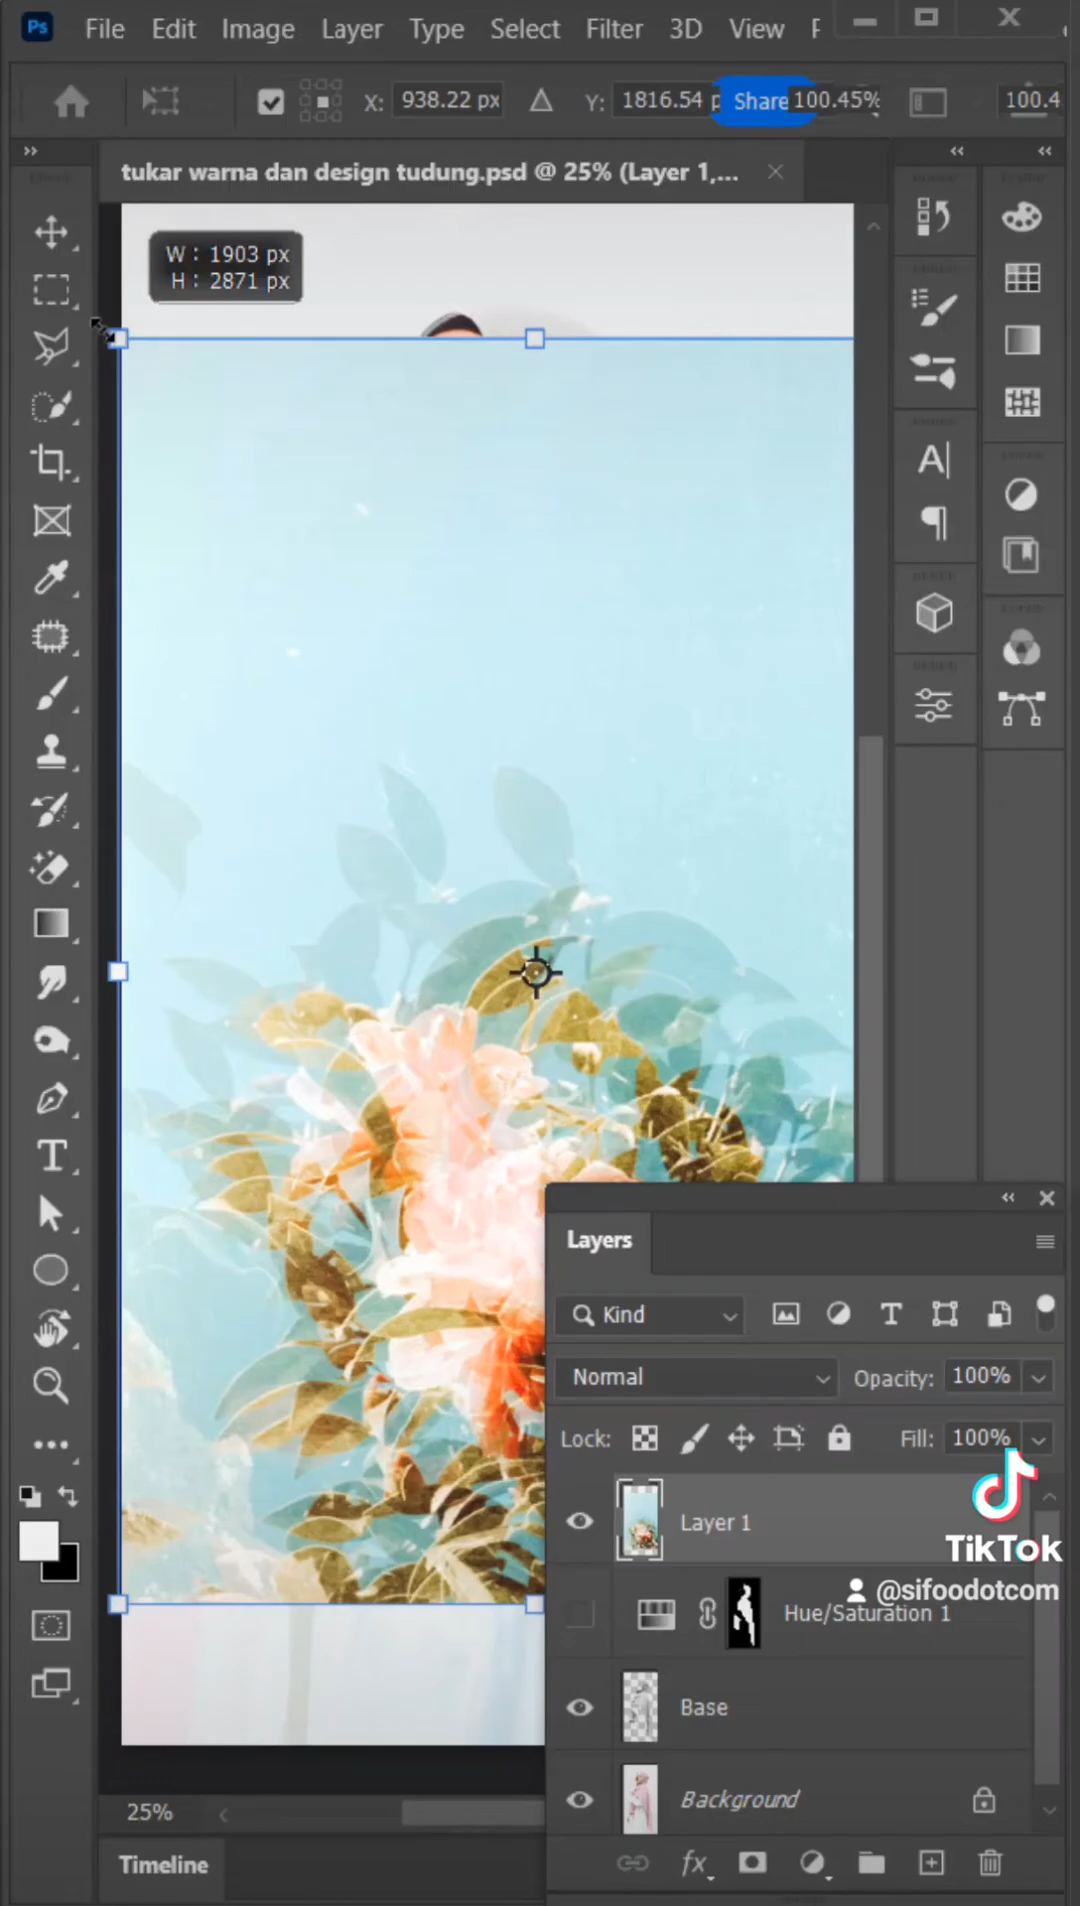 Ps File Edit Image Layer Type Select Filter 3D View
X: 938.22 px Y: 1816.54 p Share 100.45% 100.4
tukar warna dan design tudung.psd @ 25% (Layer 1,...
W : 1903 px
H : 2871 px
Layers
Kind
Normal Opacity: 100%
Lock: Fill: 100%
Layer 1
TikTok
@sifoodotcom
Hue/Saturation 1
Base
Background
25%
Timeline
fx